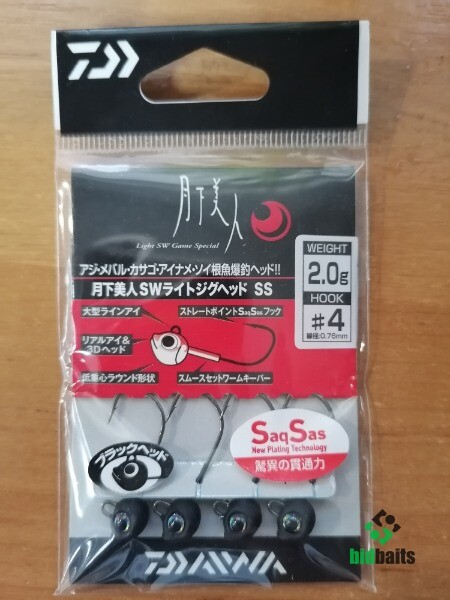 月下美人
Light SW Game Special
アジ・メバル・カサゴ・アイナメ・ソイ根魚爆釣ヘッド!!
月下美人SWライトジグヘッド SS
WEIGHT
2.0g
HOOK
#4
線径:0.76mm
大型ラインアイ
ストレートポイントSaqSasフック
リアルアイ&
3Dヘッド
低重心ラウンド形状
スムースセットワームキーパー
ブラックヘッド
SaqSas
New Plating Technology
驚異の貫通力
DAIWA
bigbaits